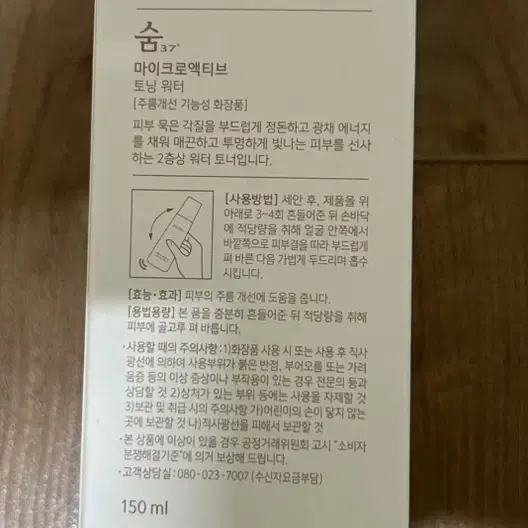 숨37°
마이크로액티브
토닝 워터
[주름개선 기능성 화장품]
피부 묵은 각질을 부드럽게 정돈하고 광채 에너지
를 채워 매끈하고 투명하게 빛나는 피부를 선사
하는 2층상 워터 토너입니다.
[사용방법] 세안 후, 제품을 위
아래로 3~4회 흔들어준 뒤 손바닥
에 적당량을 취해 얼굴 안쪽에서
바깥쪽으로 피부결을 따라 부드럽게
펴 바른 다음 가볍게 두드리며 흡수
시킵니다.
[효능·효과] 피부의 주름 개선에 도움을 줍니다.
[용법용량] 본 품을 충분히 흔들어준 뒤 적당량을 취해
피부에 골고루 펴 바릅니다.
·사용할 때의 주의사항 : 1)화장품 사용 시 또는 사용 후 직사
광선에 의하여 사용부위가 붉은 반점, 부어오름 또는 가려
움증 등의 이상 증상이나 부작용이 있는 경우 전문의 등과
상담할 것 2)상처가 있는 부위 등에는 사용을 자제할 것
3)보관 및 취급 시의 주의사항 가)어린이의 손이 닿지 않는
곳에 보관할 것 나)직사광선을 피해서 보관할 것
·본 상품에 이상이 있을 경우 공정거래위원회 고시 "소비자
분쟁해결기준"에 의거 보상해 드립니다.
·고객상담실 : 080-023-7007 (수신자요금부담)
150 ml